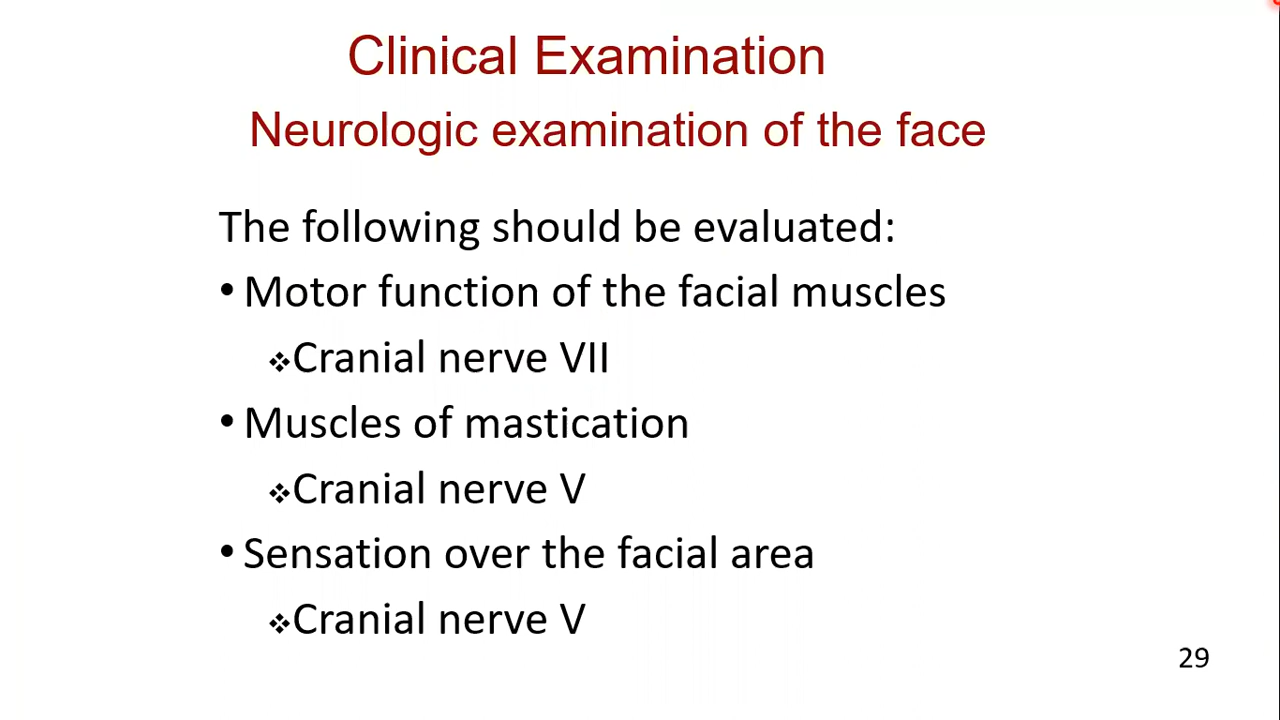 Clinical Examination
Neurologic examination of the face
The following should be evaluated:
•Motor function of the facial muscles
❖Cranial nerve VII
•Muscles of mastication
❖Cranial nerve V
•Sensation over the facial area
❖Cranial nerve V
29